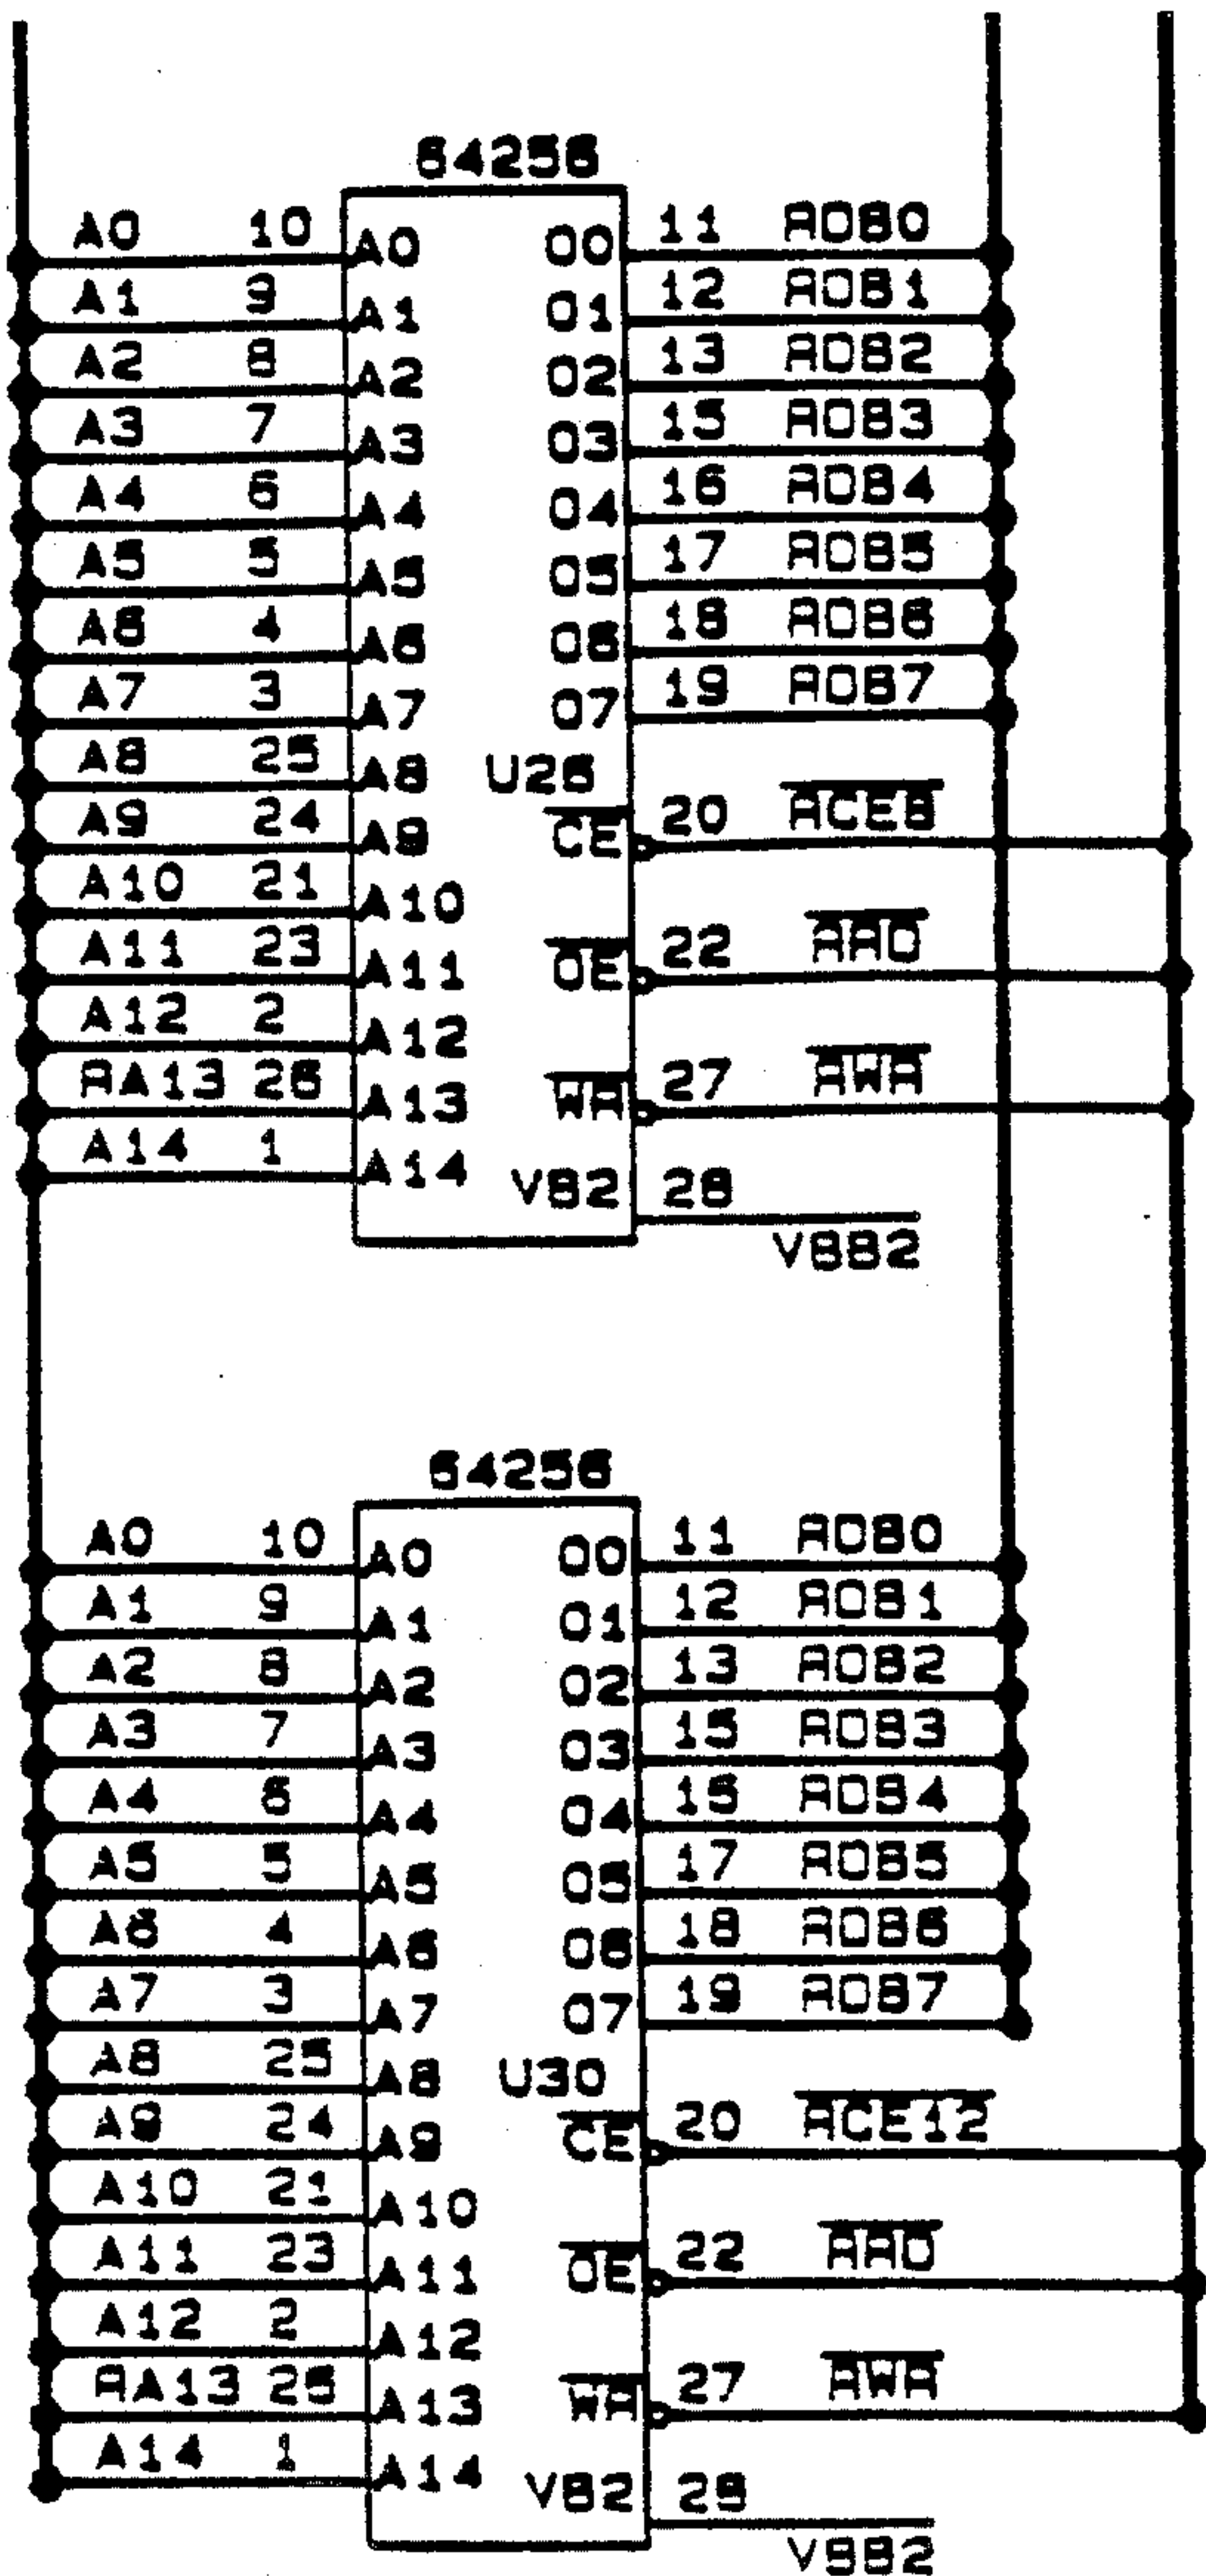 64256
A0 10 A0 O0 11 RDB0
A1 9 A1 O1 12 RDB1
A2 8 A2 O2 13 RDB2
A3 7 A3 O3 15 RDB3
A4 6 A4 O4 16 RDB4
A5 5 A5 O5 17 RDB5
A6 4 A6 O6 18 RDB6
A7 3 A7 O7 19 RDB7
A8 25 A8 U26
A9 24 A9 CE 20 RCE8
A10 21 A10
A11 23 A11 OE 22 RRD
A12 2 A12
RA13 26 A13 WR 27 RWR
A14 1 A14 VB2 28
VBB2
64256
A0 10 A0 O0 11 RDB0
A1 9 A1 O1 12 RDB1
A2 8 A2 O2 13 RDB2
A3 7 A3 O3 15 RDB3
A4 6 A4 O4 16 RDB4
A5 5 A5 O5 17 RDB5
A6 4 A6 O6 18 RDB6
A7 3 A7 O7 19 RDB7
A8 25 A8 U30
A9 24 A9 CE 20 RCE12
A10 21 A10
A11 23 A11 OE 22 RRD
A12 2 A12
RA13 26 A13 WR 27 RWR
A14 1 A14 VB2 28
VBB2